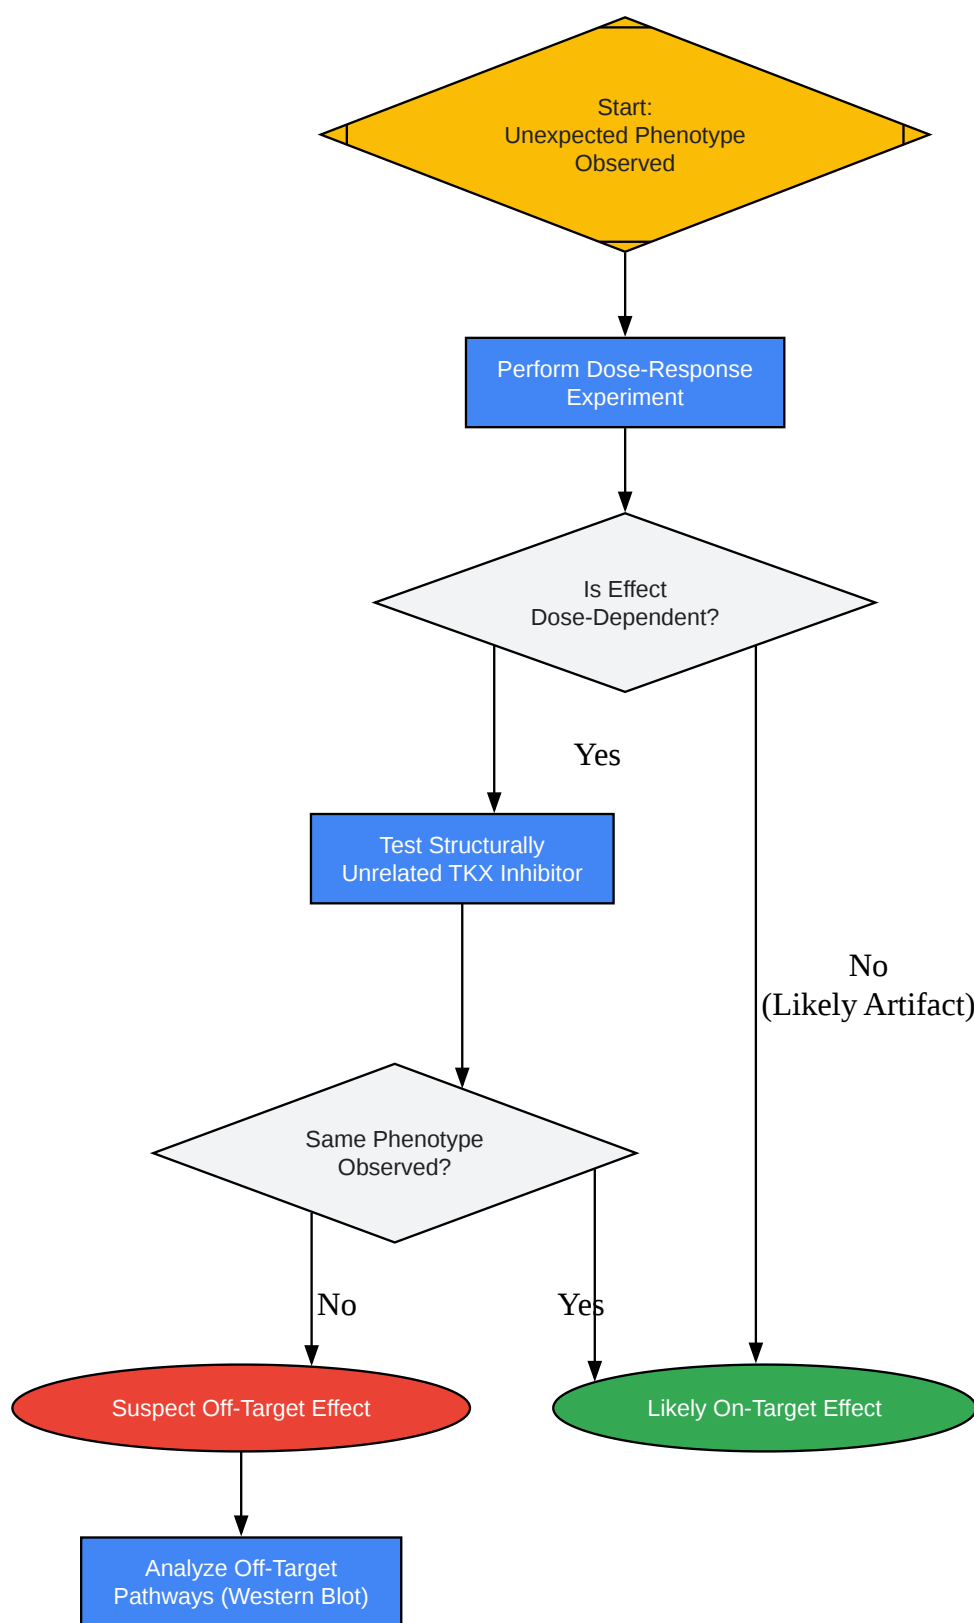 Start:
Unexpected Phenotype
Observed
Perform Dose-Response
Experiment
Is Effect
Dose-Dependent?
Yes
Test Structurally
Unrelated TKX Inhibitor
No
(Likely Artifact)
Same Phenotype
Observed?
No
Yes
Suspect Off-Target Effect
Likely On-Target Effect
Analyze Off-Target
Pathways (Western Blot)